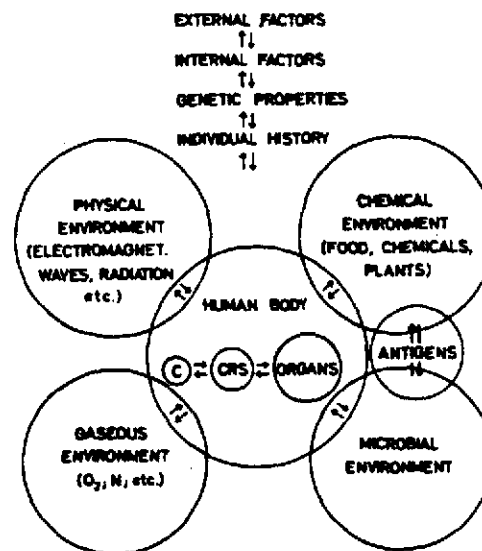 EXTERNAL FACTORS
↑↓
INTERNAL FACTORS
↑↓
GENETIC PROPERTIES
↑↓
INDIVIDUAL HISTORY
↑↓
PHYSICAL
ENVIRONMENT
(ELECTROMAGNET.
WAVES, RADIATION
etc.)
↑↓
CHEMICAL
ENVIRONMENT
(FOOD, CHEMICALS,
PLANTS)
↑↓
HUMAN BODY
C ⇌ CRS ⇌ ORGANS
↑↑
ANTIGENS
↑↓
GASEOUS
ENVIRONMENT
(O₂; N; etc.)
↑↓
MICROBIAL
ENVIRONMENT
↑↓